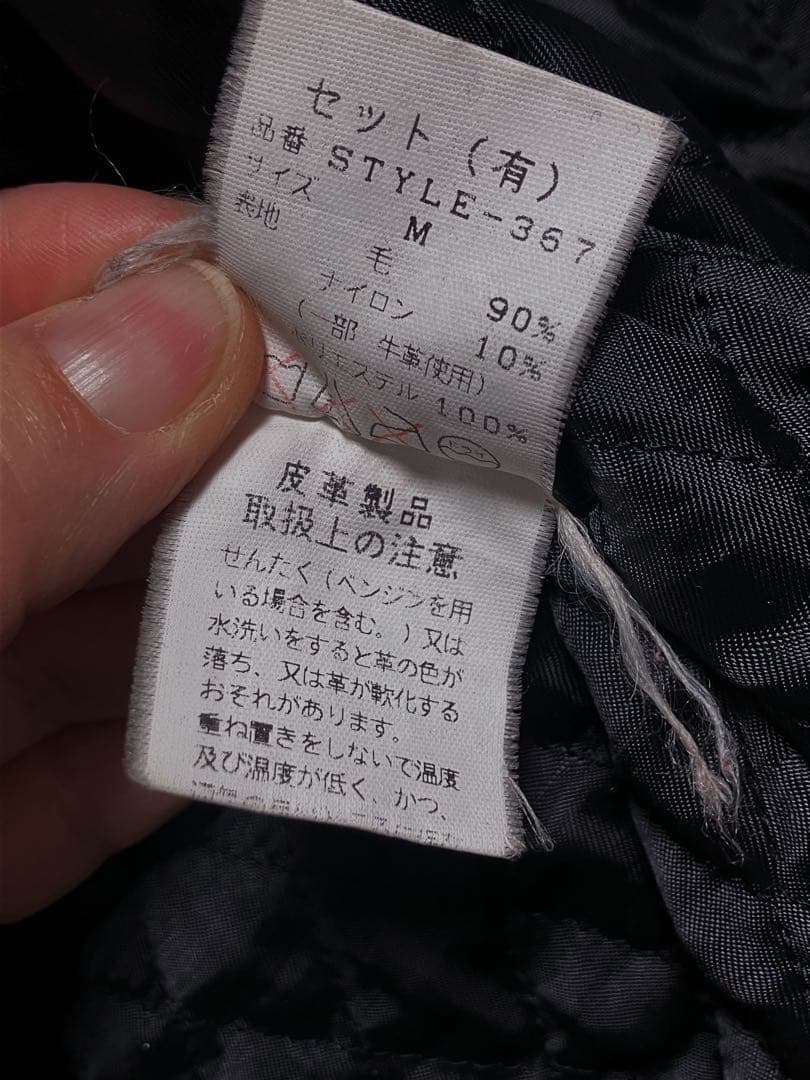 セット(有)
品番 STYLE-367
サイズ M
表地 毛 90%
ナイロン 10%
(一部 牛革使用)
ポリエステル 100%
皮革製品
取扱上の注意
せんたく(ベンジンを用
いる場合を含む。)又は
水洗いをすると革の色が
落ち、又は革が軟化する
おそれがあります。
重ね置きをしないで温度
及び温度が低く、かつ、